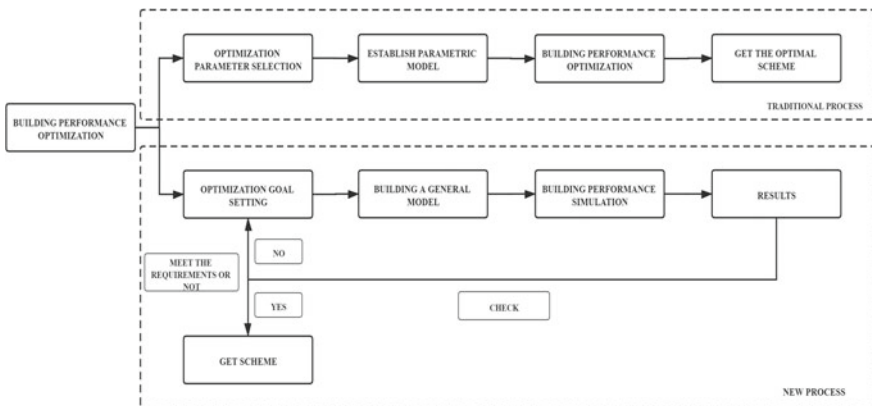 OPTIMIZATION
PARAMETER SELECTION
ESTABLISH PARAMETRIC
MODEL
BUILDING PERFORMANCE
OPTIMIZATION
GET THE OPTIMAL
SCHEME
TRADITIONAL PROCESS
BUILDING PERFORMANCE
OPTIMIZATION
OPTIMIZATION GOAL
SETTING
BUILDING A GENERAL
MODEL
BUILDING PERFORMANCE
SIMULATION
RESULTS
NO
MEET THE
REQUIREMENTS OR
NOT
YES
CHECK
GET SCHEME
NEW PROCESS